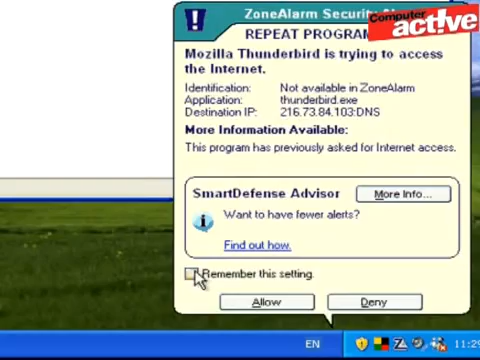 ZoneAlarm Security
Computer
active
REPEAT PROGRAM
Mozilla Thunderbird is trying to access
the Internet.
Identification: Not available in ZoneAlarm
Application: thunderbird.exe
Destination IP: 216.73.84.103:DNS
More Information Available:
This program has previously asked for Internet access.
SmartDefense Advisor More Info...
Want to have fewer alerts?
Find out how.
Remember this setting.
Allow Deny
EN 11:29